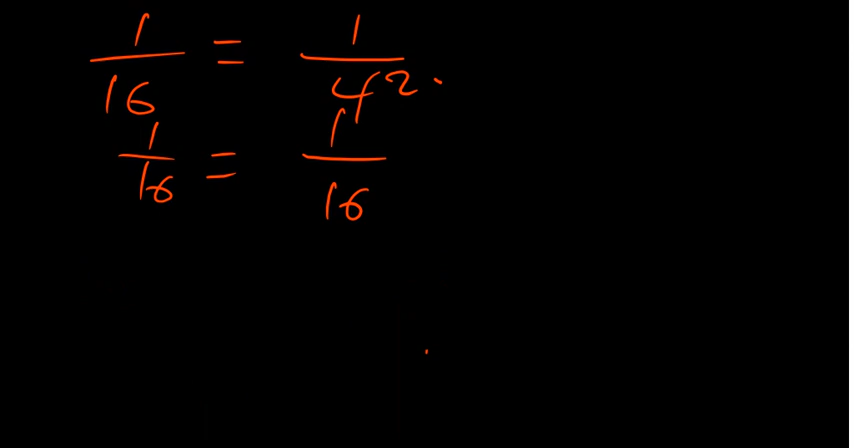 1/16 = 1/4².
1/16 = 1/16